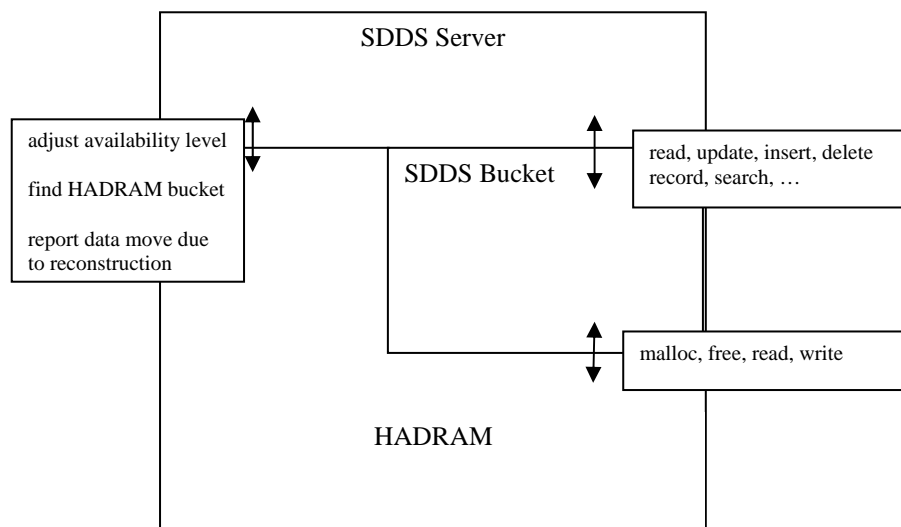 SDDS Server
adjust availability level
find HADRAM bucket
report data move due
to reconstruction
SDDS Bucket
read, update, insert, delete
record, search, …
malloc, free, read, write
HADRAM